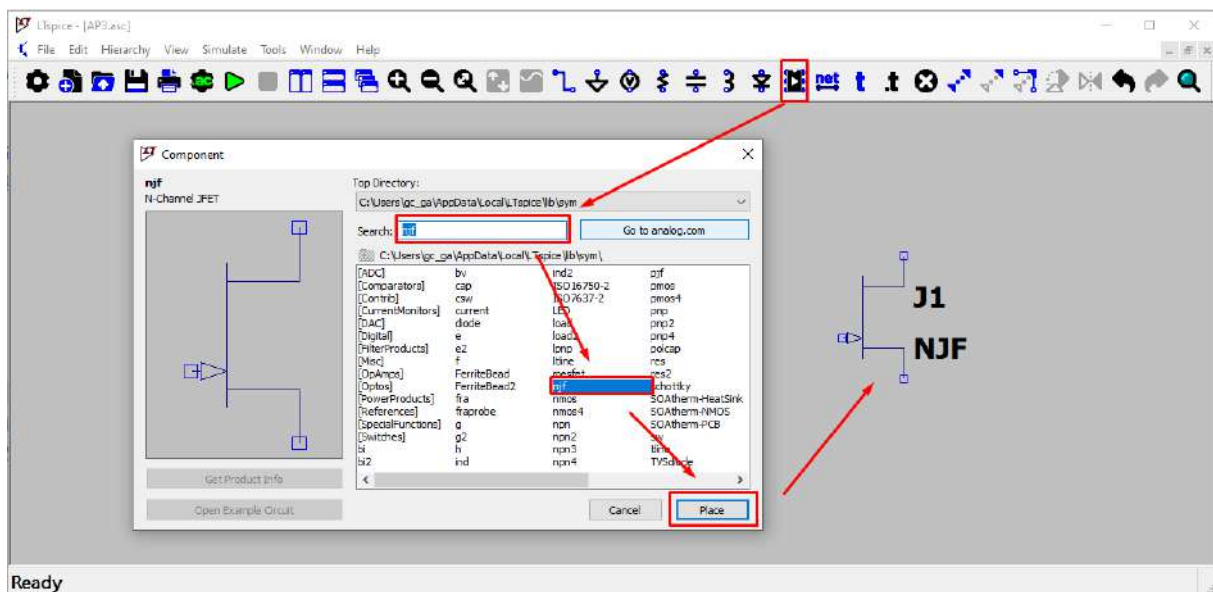 LTspice - [AP3.asc]
File Edit Hierarchy View Simulate Tools Window Help
net t .t
Component
njf
N-Channel JFET
Top Directory:
C:\Users\gc_ga\AppData\Local\LTspice\lib\sym
Search: njf
Go to analog.com
C:\Users\gc_ga\AppData\Local\LTspice\lib\sym\
[ADC] bv ind2 pjf
[Comparators] cap ISO16750-2 pmos
[Contrib] csw ISO7637-2 pmos4
[CurrentMonitors] current LED pnp
[DAC] diode load pnp2
[Digital] e load2 pnp4
[FilterProducts] e2 lpnp polcap
[Misc] f ltline res
[OpAmps] FerriteBead mesfet res2
[Optos] FerriteBead2 njf schottky
[PowerProducts] fra nmos SOAtherm-HeatSink
[References] fraprobe nmos4 SOAtherm-NMOS
[SpecialFunctions] g npn SOAtherm-PCB
[Switches] g2 npn2 sw
bi h npn3 tline
bi2 ind npn4 TVSdiode
Get Product Info
Open Example Circuit
Cancel
Place
J1
NJF
Ready